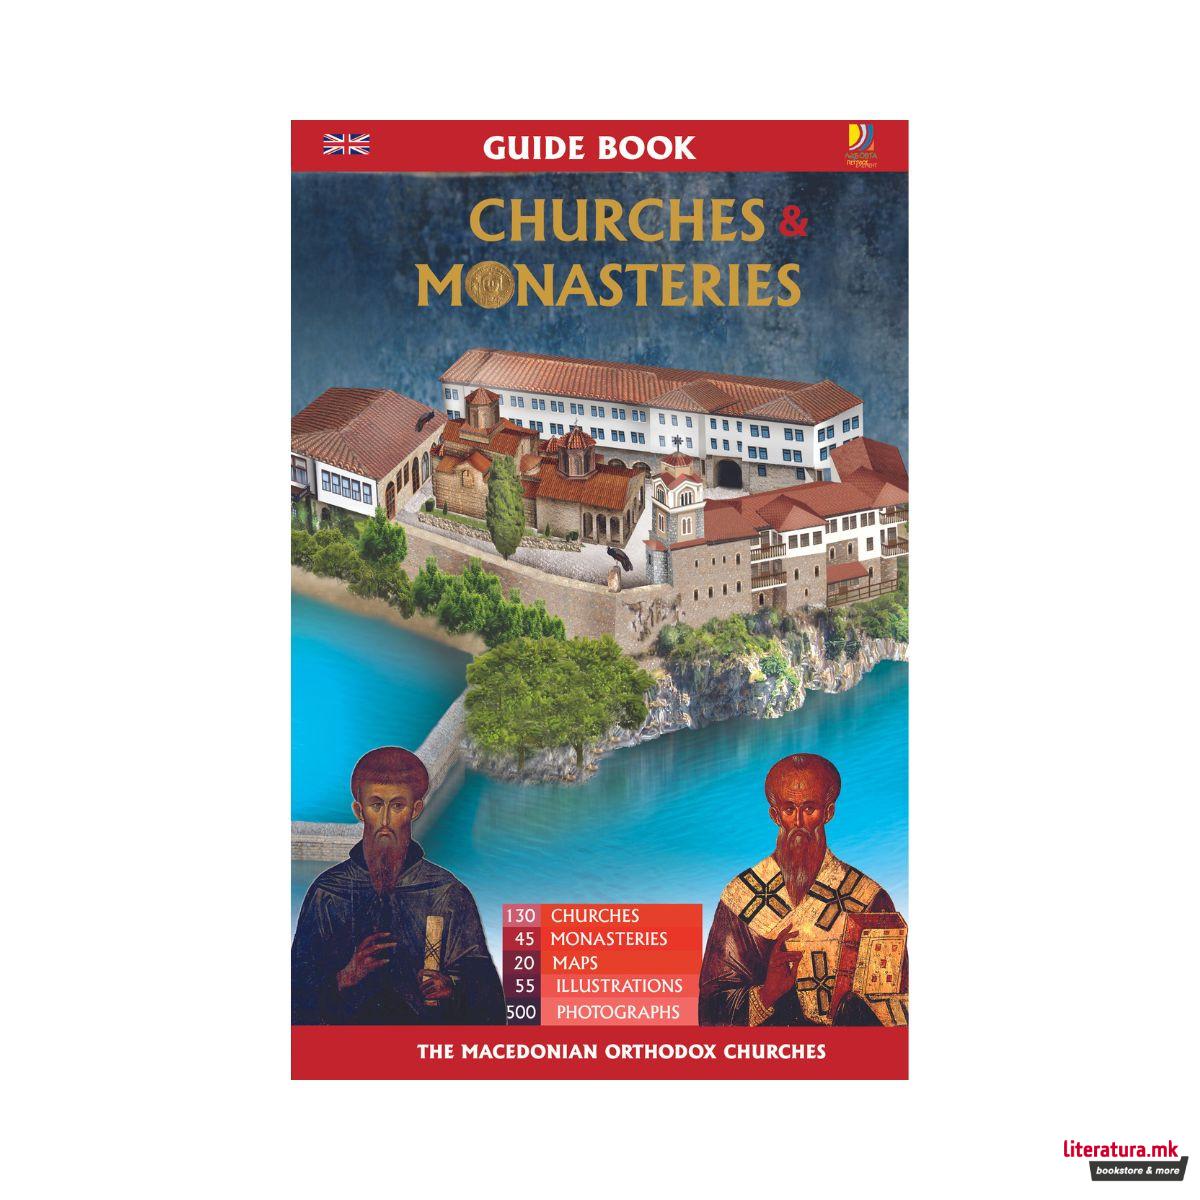 GUIDE BOOK
CHURCHES &
MONASTERIES
130 CHURCHES
45 MONASTERIES
20 MAPS
55 ILLUSTRATIONS
500 PHOTOGRAPHS
THE MACEDONIAN ORTHODOX CHURCHES
literatura.mk
bookstore & more